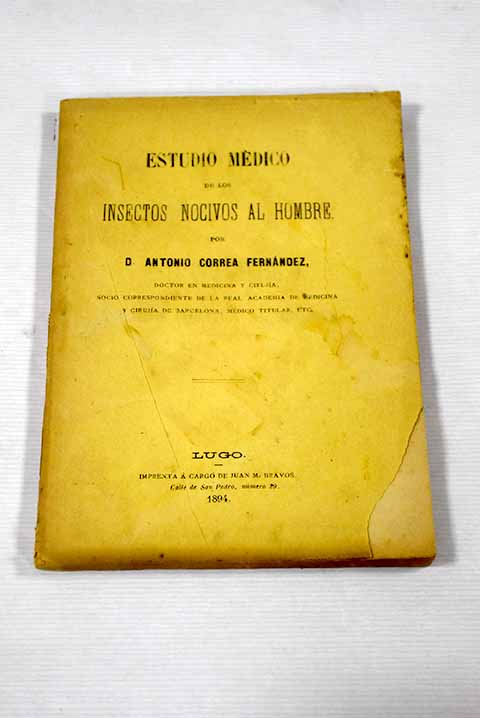 ESTUDIO MÈDICO
DE LOS
INSECTOS NOCIVOS AL HOMBRE.
POR
D. ANTONIO CORREA FERNÁNDEZ,
DOCTOR EN MEDICINA Y CIRUJÍA,
SOCIO CORRESPONDIENTE DE LA REAL ACADEMIA DE MEDICINA
Y CIRUJÍA DE BARCELONA, MÉDICO TITULAR, ETC.
LUGO.
IMPRENTA Á CARGO DE JUAN M. BRAVOS.
Calle de San Pedro, número 29.
1894.